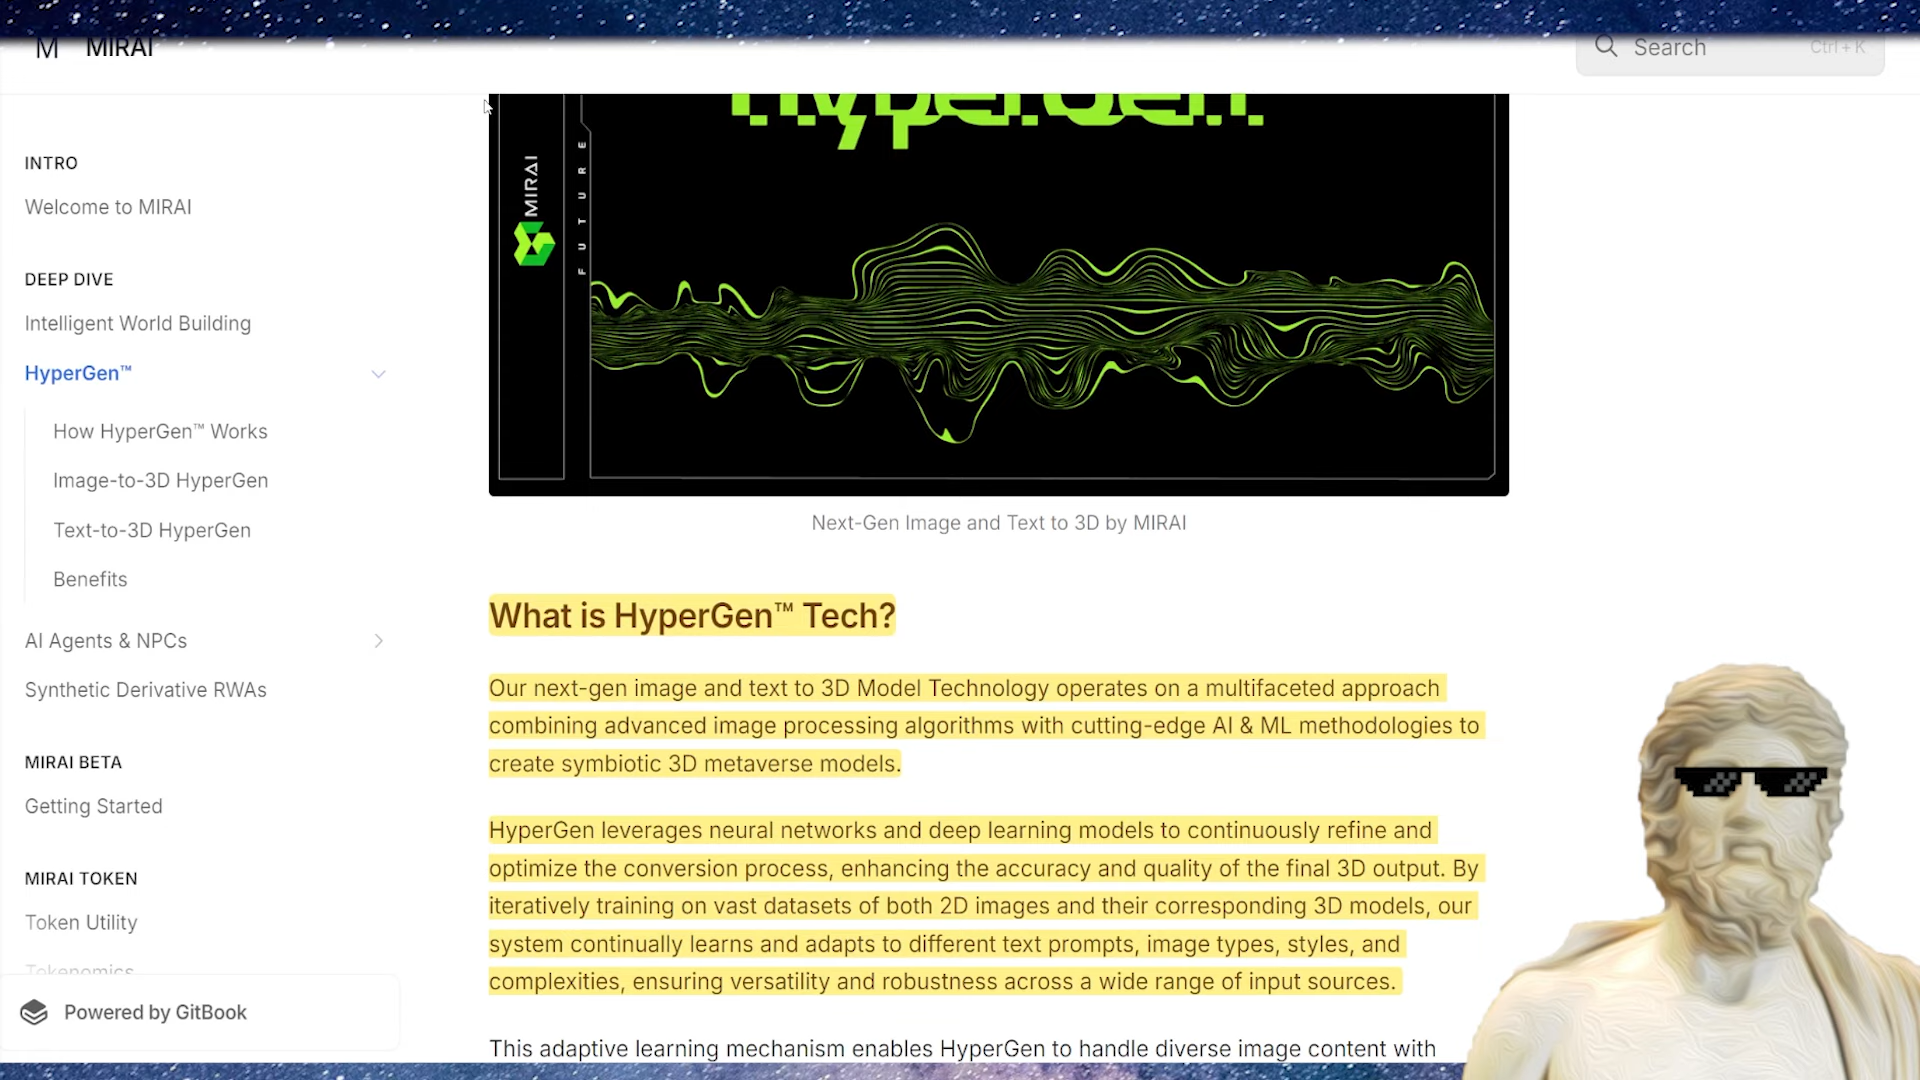 M MIRAI
Search Ctrl + K
INTRO
Welcome to MIRAI
DEEP DIVE
Intelligent World Building
HyperGen™
How HyperGen™ Works
Image-to-3D HyperGen
Text-to-3D HyperGen
Benefits
AI Agents & NPCs
Synthetic Derivative RWAs
MIRAI BETA
Getting Started
MIRAI TOKEN
Token Utility
Tokenomics
Powered by GitBook
HyperGen
MIRAI
FUTURE
Next-Gen Image and Text to 3D by MIRAI
What is HyperGen™ Tech?
Our next-gen image and text to 3D Model Technology operates on a multifaceted approach
combining advanced image processing algorithms with cutting-edge AI & ML methodologies to
create symbiotic 3D metaverse models.
HyperGen leverages neural networks and deep learning models to continuously refine and
optimize the conversion process, enhancing the accuracy and quality of the final 3D output. By
iteratively training on vast datasets of both 2D images and their corresponding 3D models, our
system continually learns and adapts to different text prompts, image types, styles, and
complexities, ensuring versatility and robustness across a wide range of input sources.
This adaptive learning mechanism enables HyperGen to handle diverse image content with